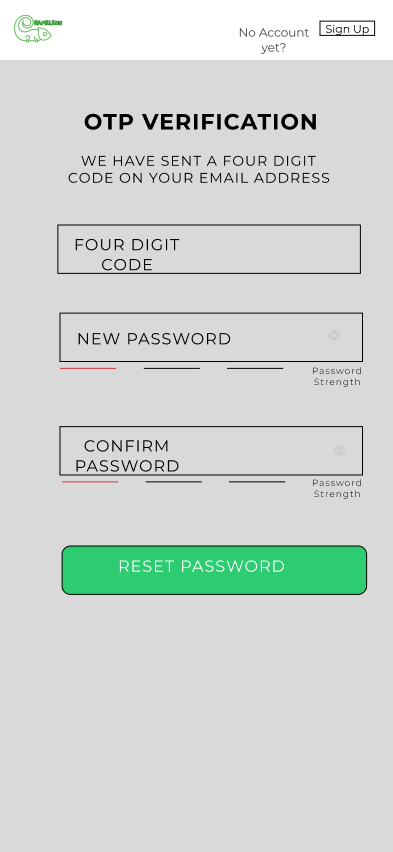 CHAMELEON
No Account
yet?
Sign Up
OTP VERIFICATION
WE HAVE SENT A FOUR DIGIT
CODE ON YOUR EMAIL ADDRESS
FOUR DIGIT
CODE
NEW PASSWORD
Password
Strength
CONFIRM
PASSWORD
Password
Strength
RESET PASSWORD